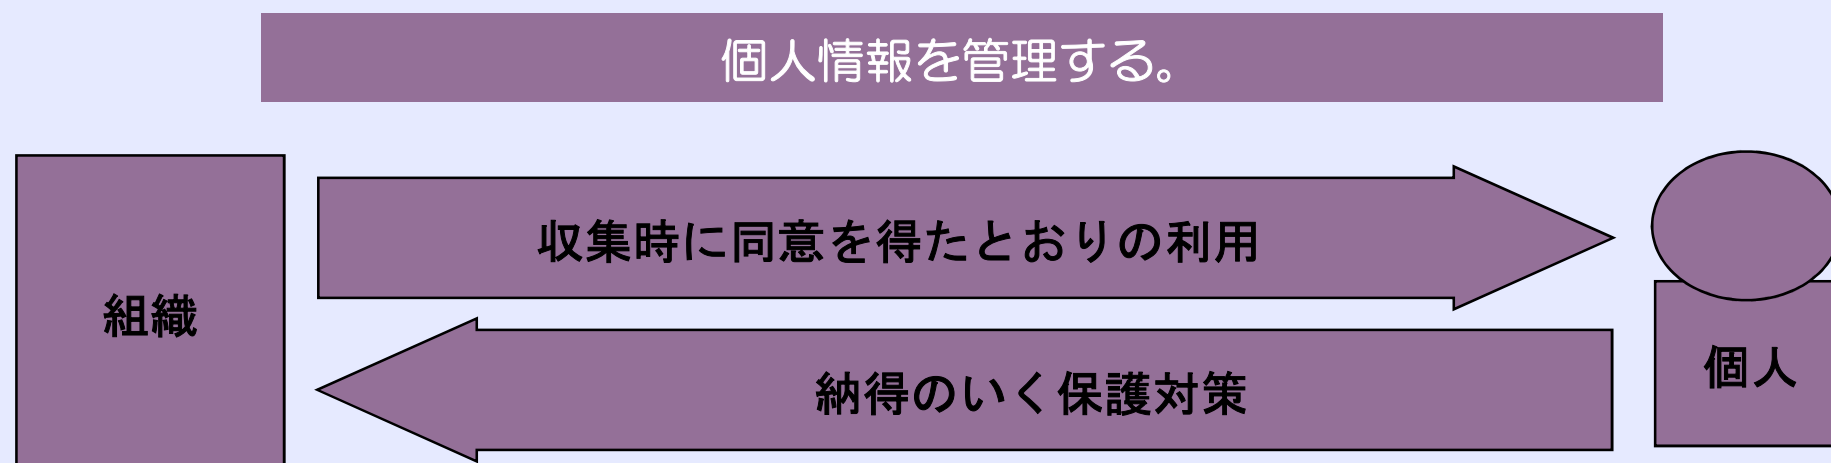 個人情報を管理する。
収集時に同意を得たとおりの利用
組織
個人
納得のいく保護対策